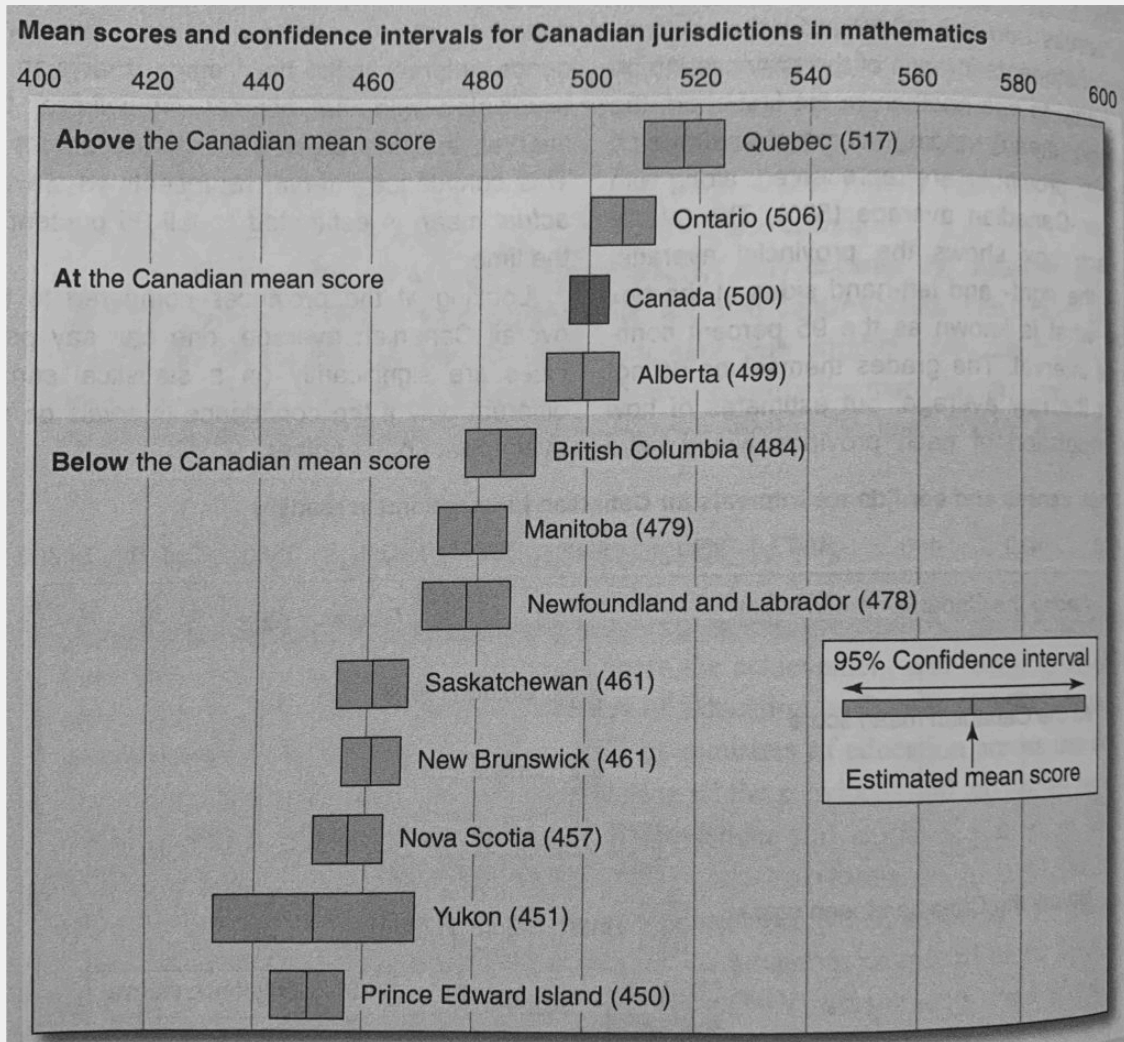 Mean scores and confidence intervals for Canadian jurisdictions in mathematics
400 420 440 460 480 500 520 540 560 580 600
Above the Canadian mean score
Quebec (517)
Ontario (506)
At the Canadian mean score
Canada (500)
Alberta (499)
Below the Canadian mean score
British Columbia (484)
Manitoba (479)
Newfoundland and Labrador (478)
95% Confidence interval
Estimated mean score
Saskatchewan (461)
New Brunswick (461)
Nova Scotia (457)
Yukon (451)
Prince Edward Island (450)